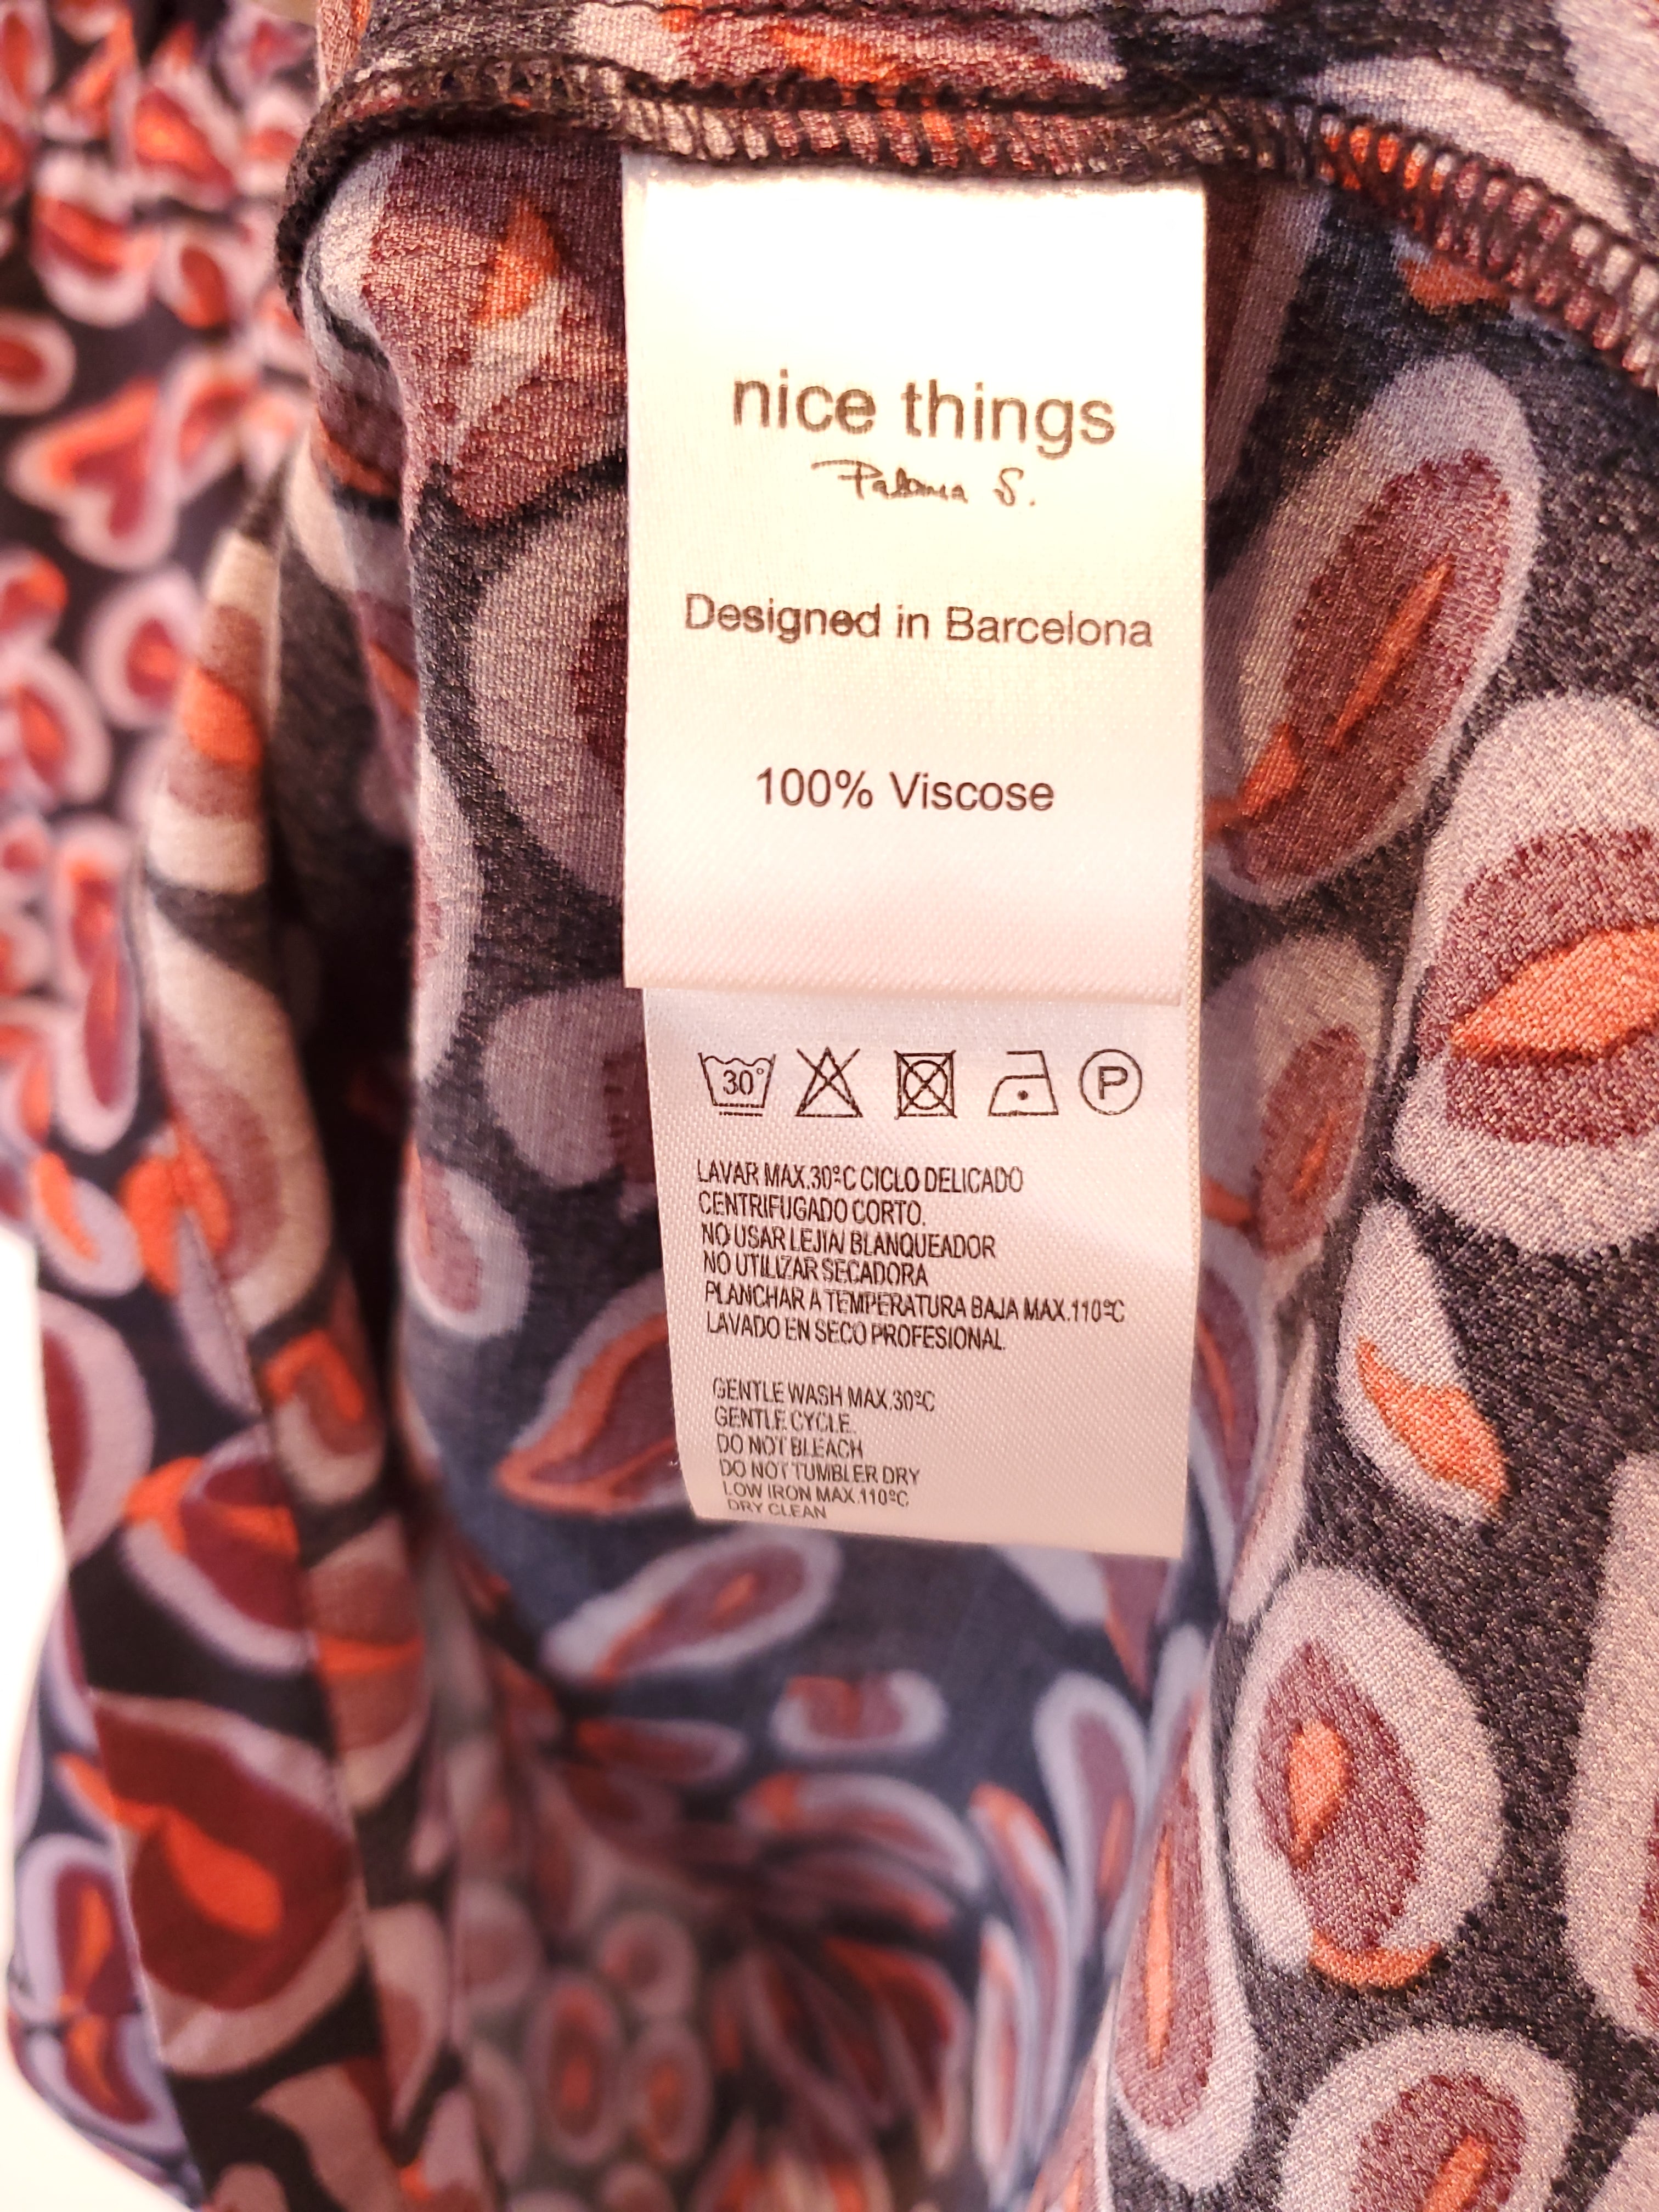 nice things
Paloma S.
Designed in Barcelona
100% Viscose
30° P
LAVAR MAX.30ºC CICLO DELICADO
CENTRIFUGADO CORTO.
NO USAR LEJIA/ BLANQUEADOR
NO UTILIZAR SECADORA
PLANCHAR A TEMPERATURA BAJA MAX.110ºC
LAVADO EN SECO PROFESIONAL.
GENTLE WASH MAX.30ºC
GENTLE CYCLE.
DO NOT BLEACH
DO NOT TUMBLER DRY
LOW IRON MAX.110ºC
DRY CLEAN